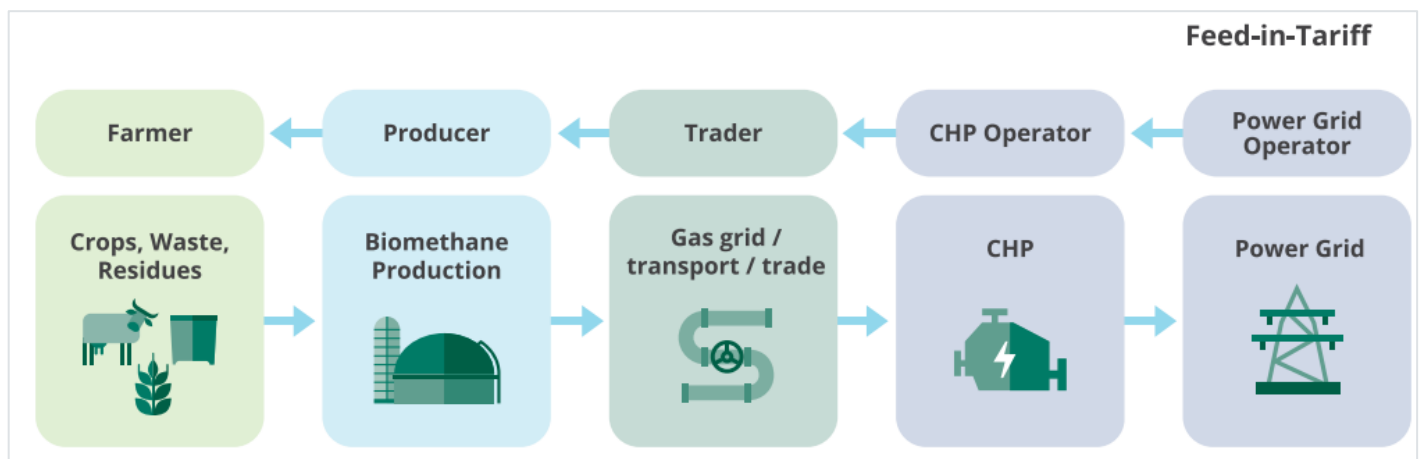 Feed-in-Tariff
Farmer
Producer
Trader
CHP Operator
Power Grid
Operator
Crops, Waste,
Residues
Biomethane
Production
Gas grid /
transport / trade
CHP
Power Grid